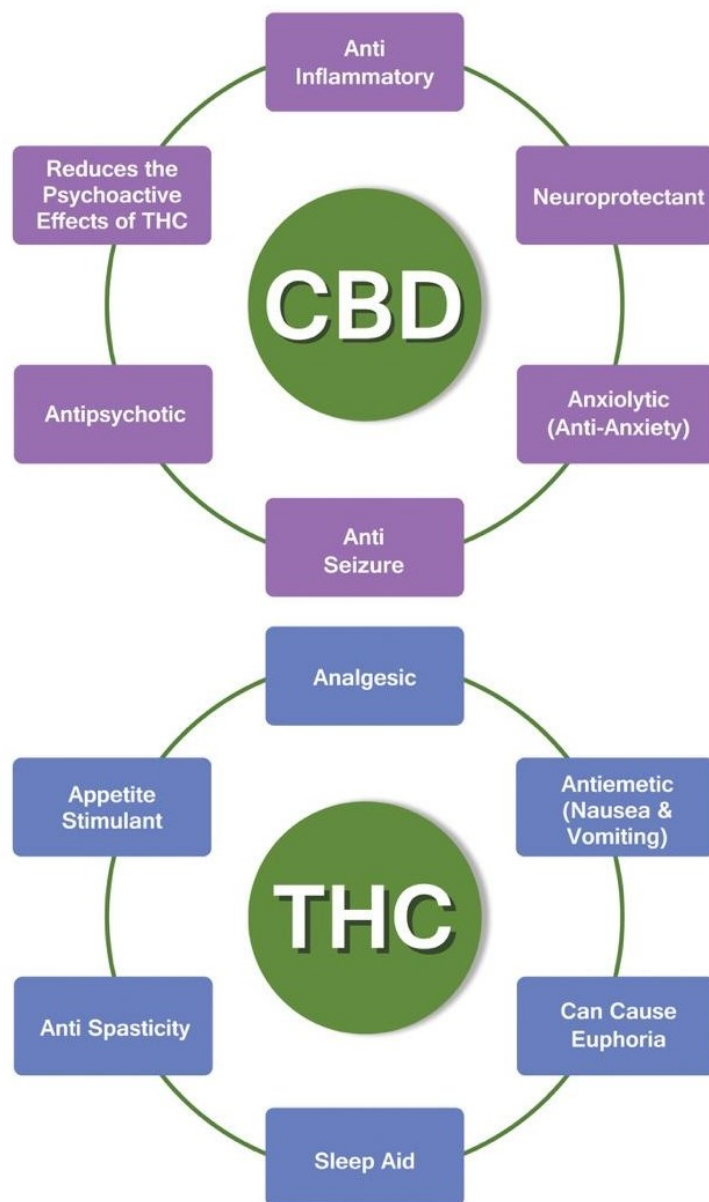 Anti
Inflammatory
Reduces the
Psychoactive
Effects of THC
Neuroprotectant
CBD
Antipsychotic
Anxiolytic
(Anti-Anxiety)
Anti
Seizure
Analgesic
Appetite
Stimulant
Antiemetic
(Nausea &
Vomiting)
THC
Anti Spasticity
Can Cause
Euphoria
Sleep Aid